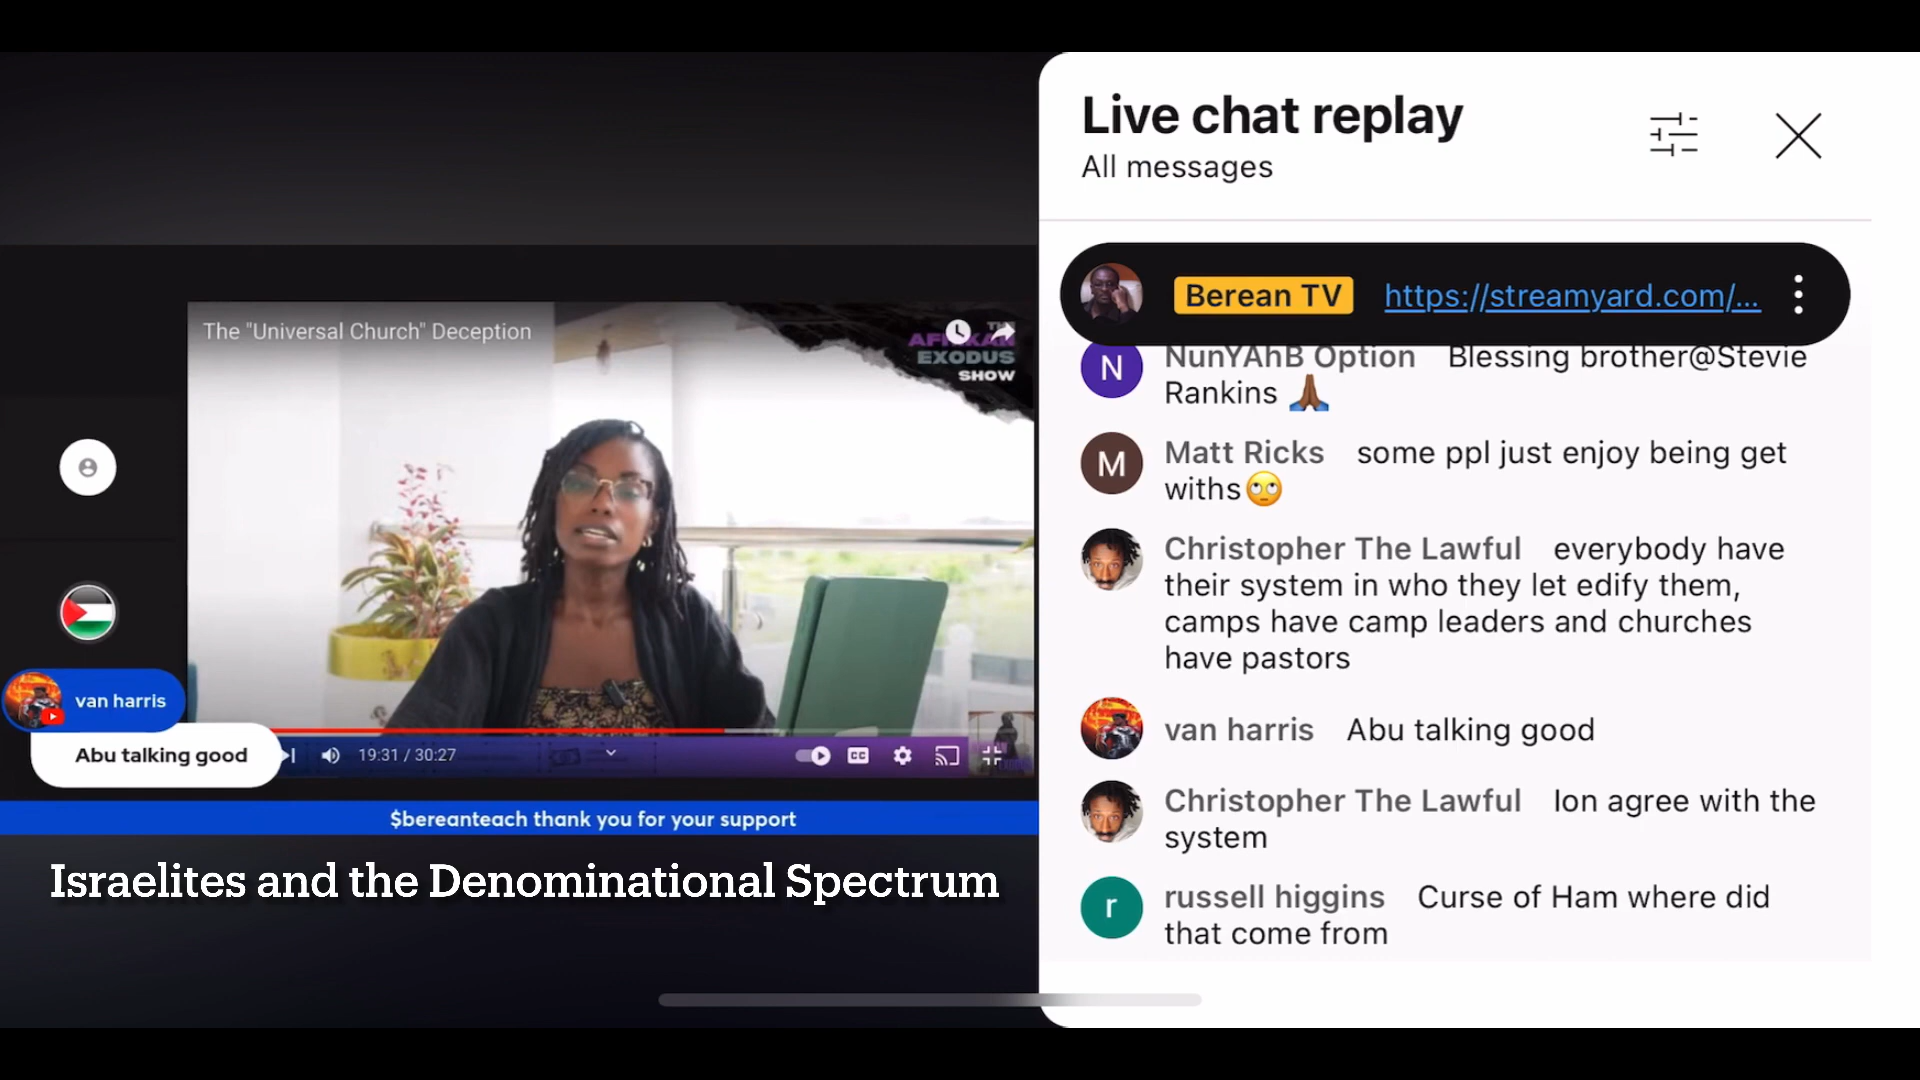 The "Universal Church" Deception
THE
AFRIKAN
EXODUS
SHOW
van harris
Abu talking good
19:31 / 30:27
CC
$bereanteach thank you for your support
Israelites and the Denominational Spectrum
Live chat replay
All messages
Berean TV https://streamyard.com/...
N NunYAhB Option Blessing brother@Stevie
Rankins 🙏🏾
M Matt Ricks some ppl just enjoy being get
withs🙄
Christopher The Lawful everybody have
their system in who they let edify them,
camps have camp leaders and churches
have pastors
van harris Abu talking good
Christopher The Lawful Ion agree with the
system
r russell higgins Curse of Ham where did
that come from